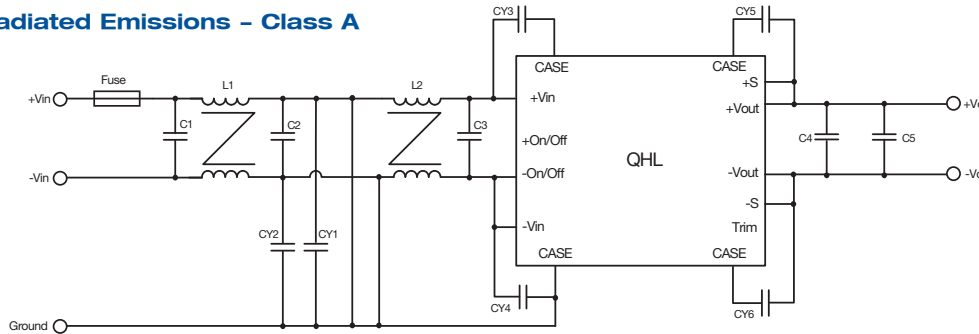 adiated Emissions – Class A
CY3
CY5
CASE
CASE
Fuse
L1
L2
+S
+Vin
+Vin
+Vout
C1
C2
C3
C4
C5
+On/Off
QHL
-Vin
-On/Off
-Vout
-S
-Vin
Trim
CY2
CY1
CASE
CASE
CY4
CY6
Ground